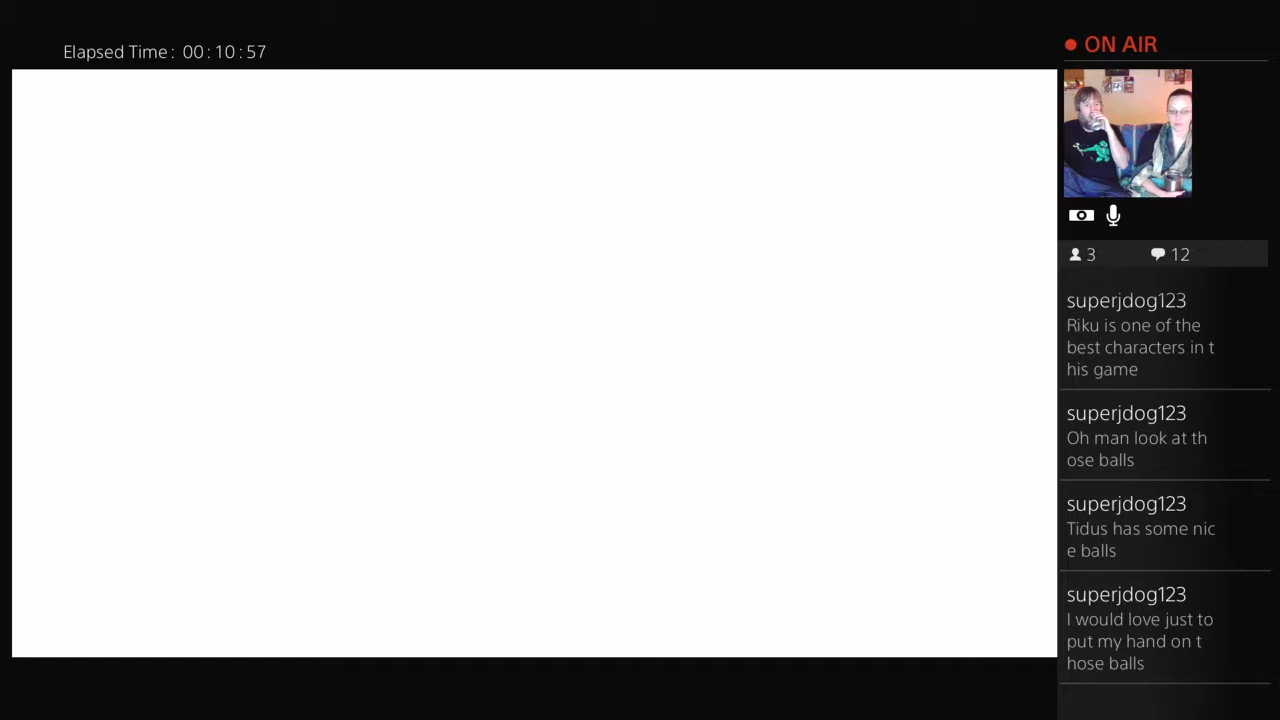 Elapsed Time: 00:10:57
ON AIR
3
12
superjdog123
Riku is one of the
best characters in t
his game
superjdog123
Oh man look at th
ose balls
superjdog123
Tidus has some nic
e balls
superjdog123
I would love just to
put my hand on t
hose balls